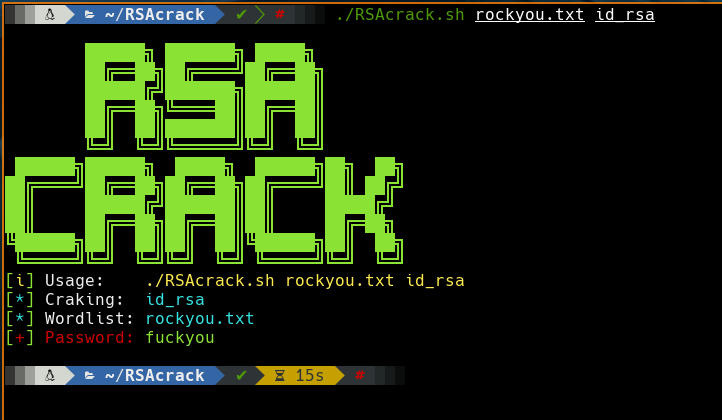 ~/RSAcrack ✔ # ./RSAcrack.sh rockyou.txt id_rsa
RSA
CRACK
[i] Usage: ./RSAcrack.sh rockyou.txt id_rsa
[*] Craking: id_rsa
[*] Wordlist: rockyou.txt
[+] Password: fuckyou
~/RSAcrack ✔ ⌛ 15s #